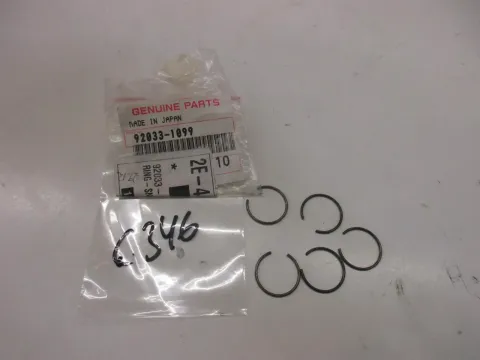 GENUINE PARTS
MADE IN JAPAN
92033-1099
10
2E-4
*
92033 -
RING-SN
6346